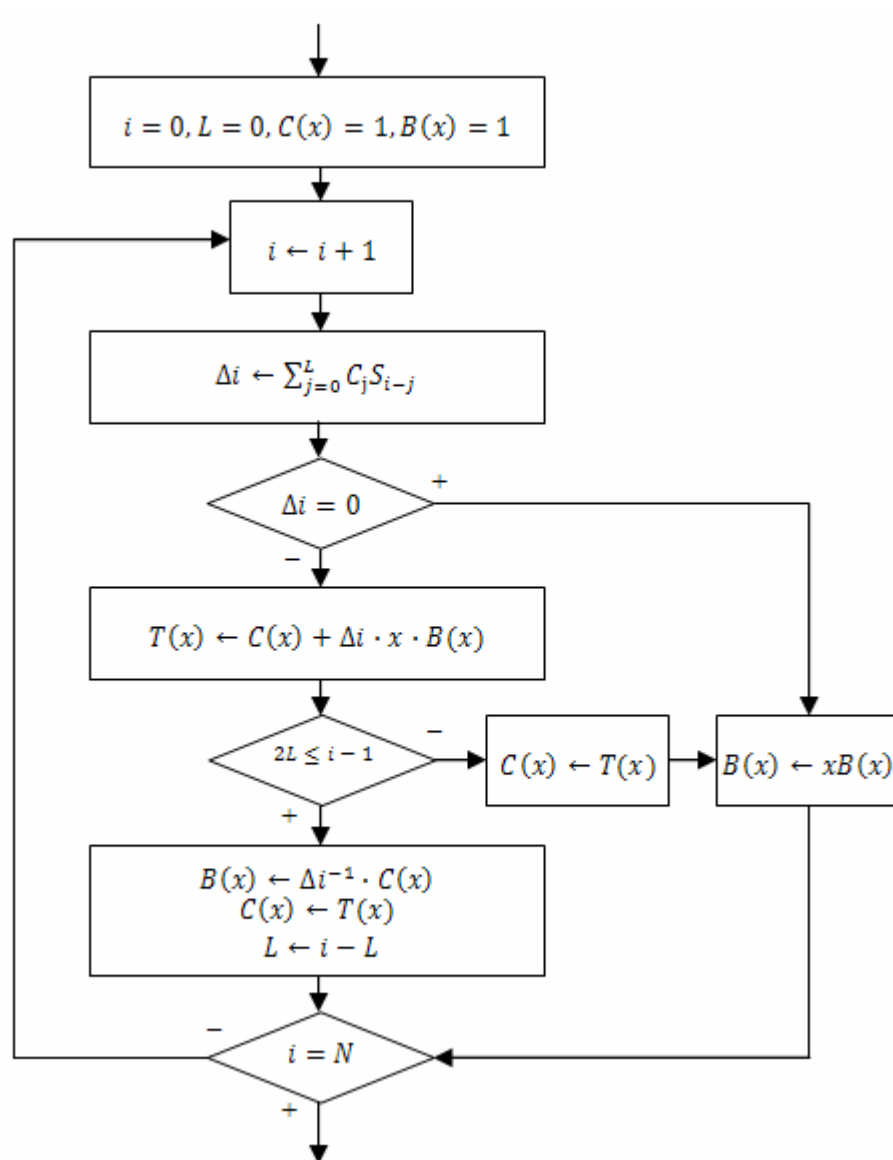 i = 0, L = 0, C(x) = 1, B(x) = 1
i ← i + 1
Δi ← ∑_{j=0}^{L} C_j S_{i−j}
Δi = 0
+
−
T(x) ← C(x) + Δi · x · B(x)
2L ≤ i − 1
−
C(x) ← T(x)
B(x) ← xB(x)
+
B(x) ← Δi⁻¹ · C(x)
C(x) ← T(x)
L ← i − L
−
i = N
+